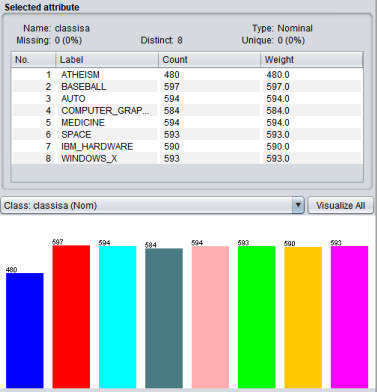 Selected attribute
Name: classisa Type: Nominal
Missing: 0 (0%) Distinct: 8 Unique: 0 (0%)
No. Label Count Weight
1 ATHEISM 480 480.0
2 BASEBALL 597 597.0
3 AUTO 594 594.0
4 COMPUTER_GRAP... 584 584.0
5 MEDICINE 594 594.0
6 SPACE 593 593.0
7 IBM_HARDWARE 590 590.0
8 WINDOWS_X 593 593.0
Class: classisa (Nom) Visualize All
480 597 594 584 594 593 590 593